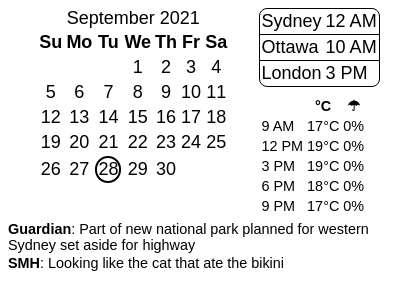 September 2021
Su Mo Tu We Th Fr Sa
1 2 3 4
5 6 7 8 9 10 11
12 13 14 15 16 17 18
19 20 21 22 23 24 25
26 27 28 29 30
Sydney 12 AM
Ottawa 10 AM
London 3 PM
°C ☂
9 AM 17°C 0%
12 PM 19°C 0%
3 PM 19°C 0%
6 PM 18°C 0%
9 PM 17°C 0%
Guardian: Part of new national park planned for western
Sydney set aside for highway
SMH: Looking like the cat that ate the bikini